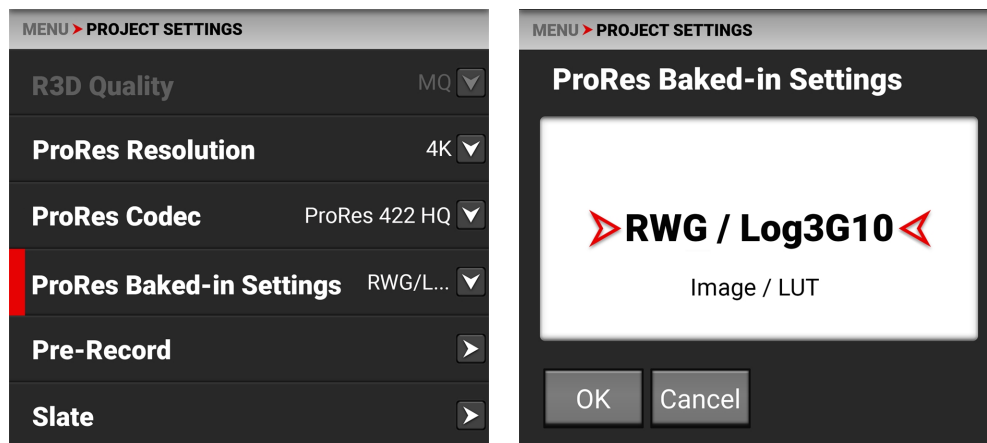 MENU PROJECT SETTINGS
R3D Quality MQ
ProRes Resolution 4K
ProRes Codec ProRes 422 HQ
ProRes Baked-in Settings RWG/L...
Pre-Record
Slate
MENU PROJECT SETTINGS
ProRes Baked-in Settings
RWG / Log3G10
Image / LUT
OK Cancel